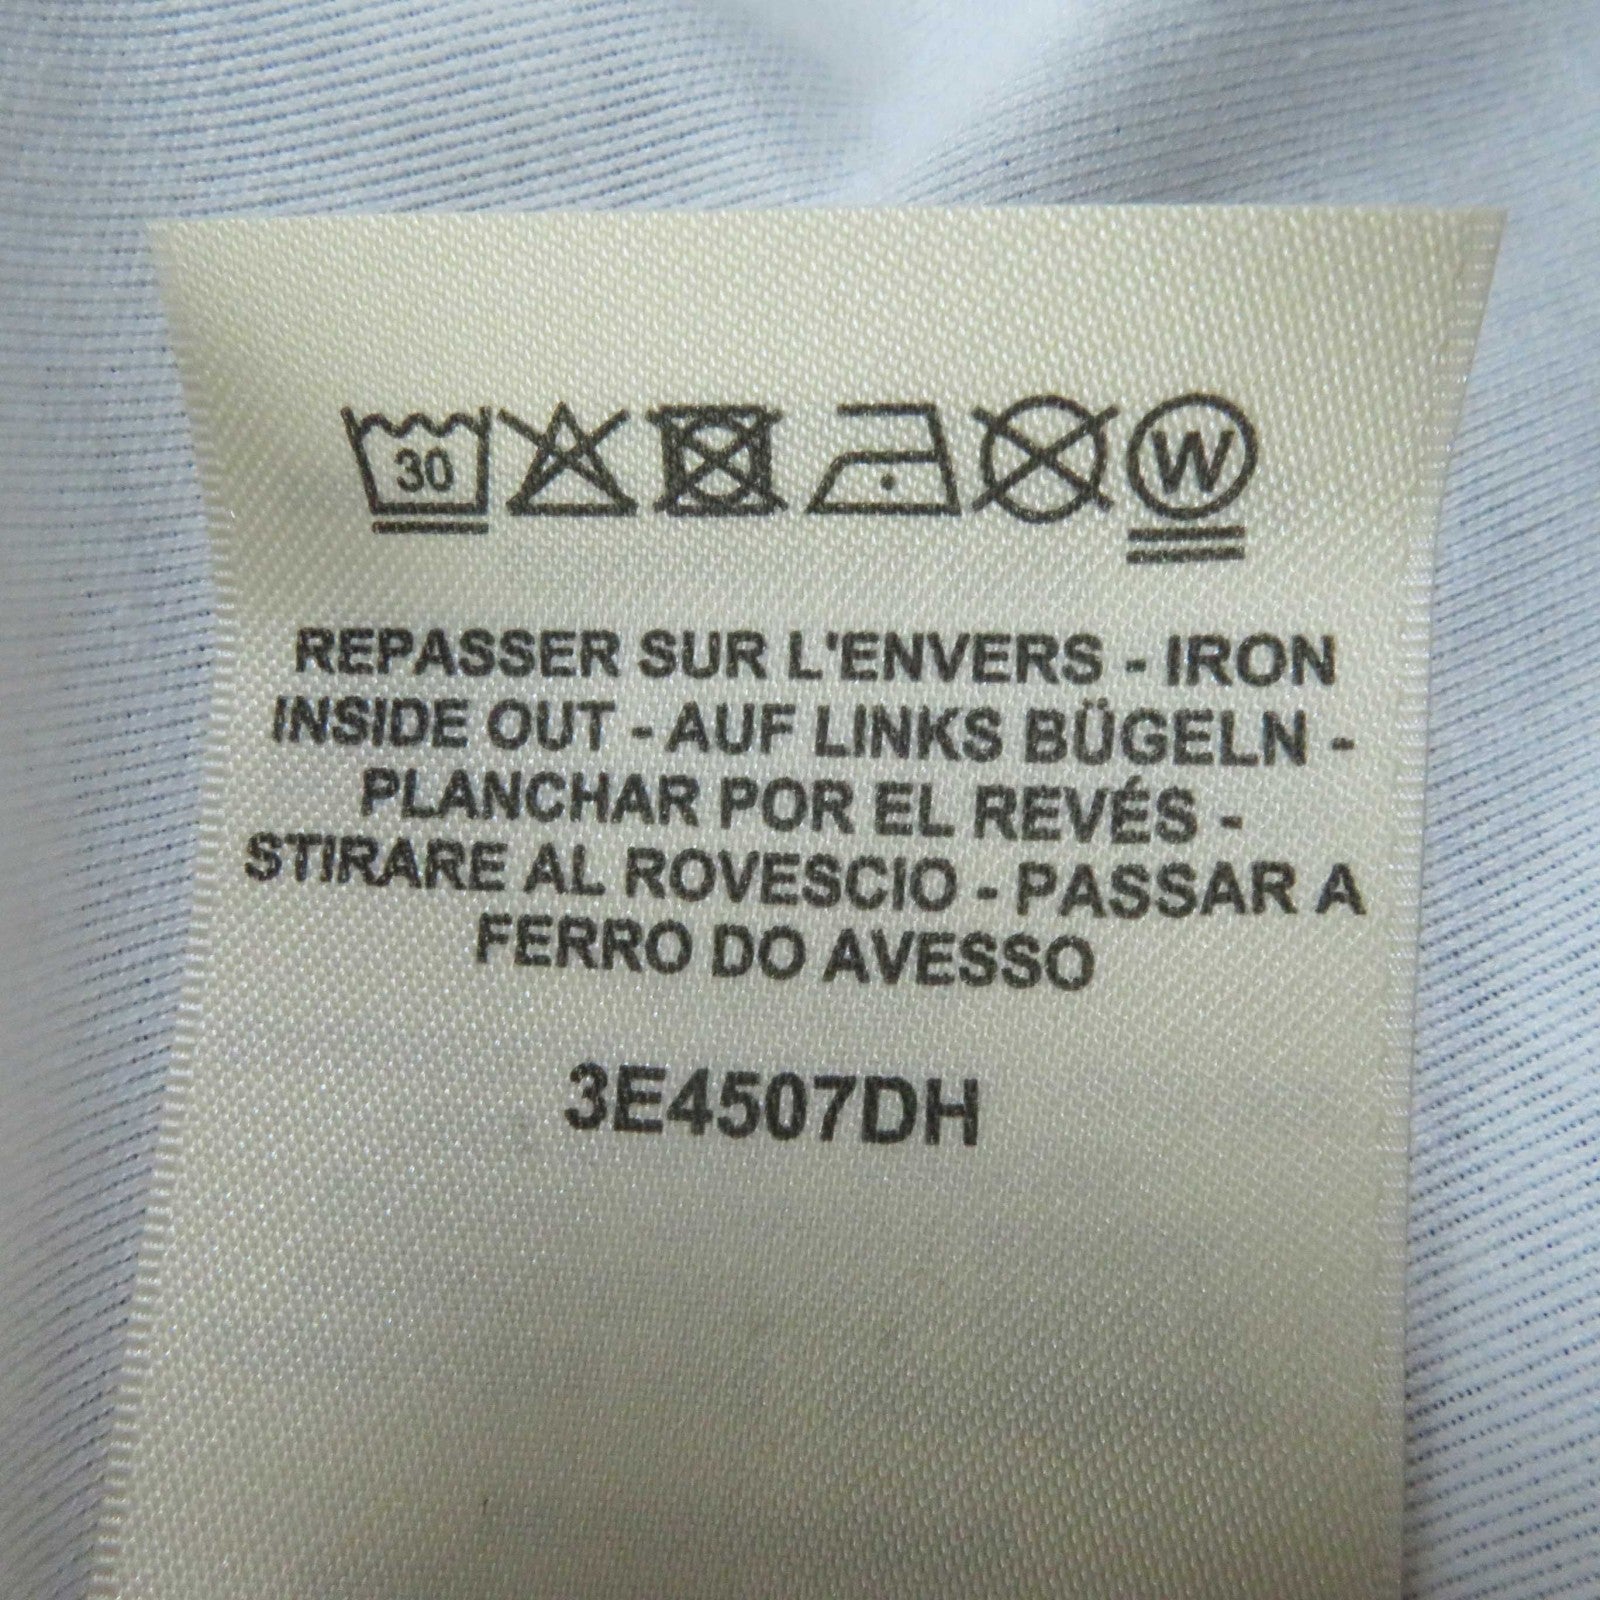 30 W
REPASSER SUR L'ENVERS - IRON
INSIDE OUT - AUF LINKS BÜGELN -
PLANCHAR POR EL REVÉS -
STIRARE AL ROVESCIO - PASSAR A
FERRO DO AVESSO
3E4507DH